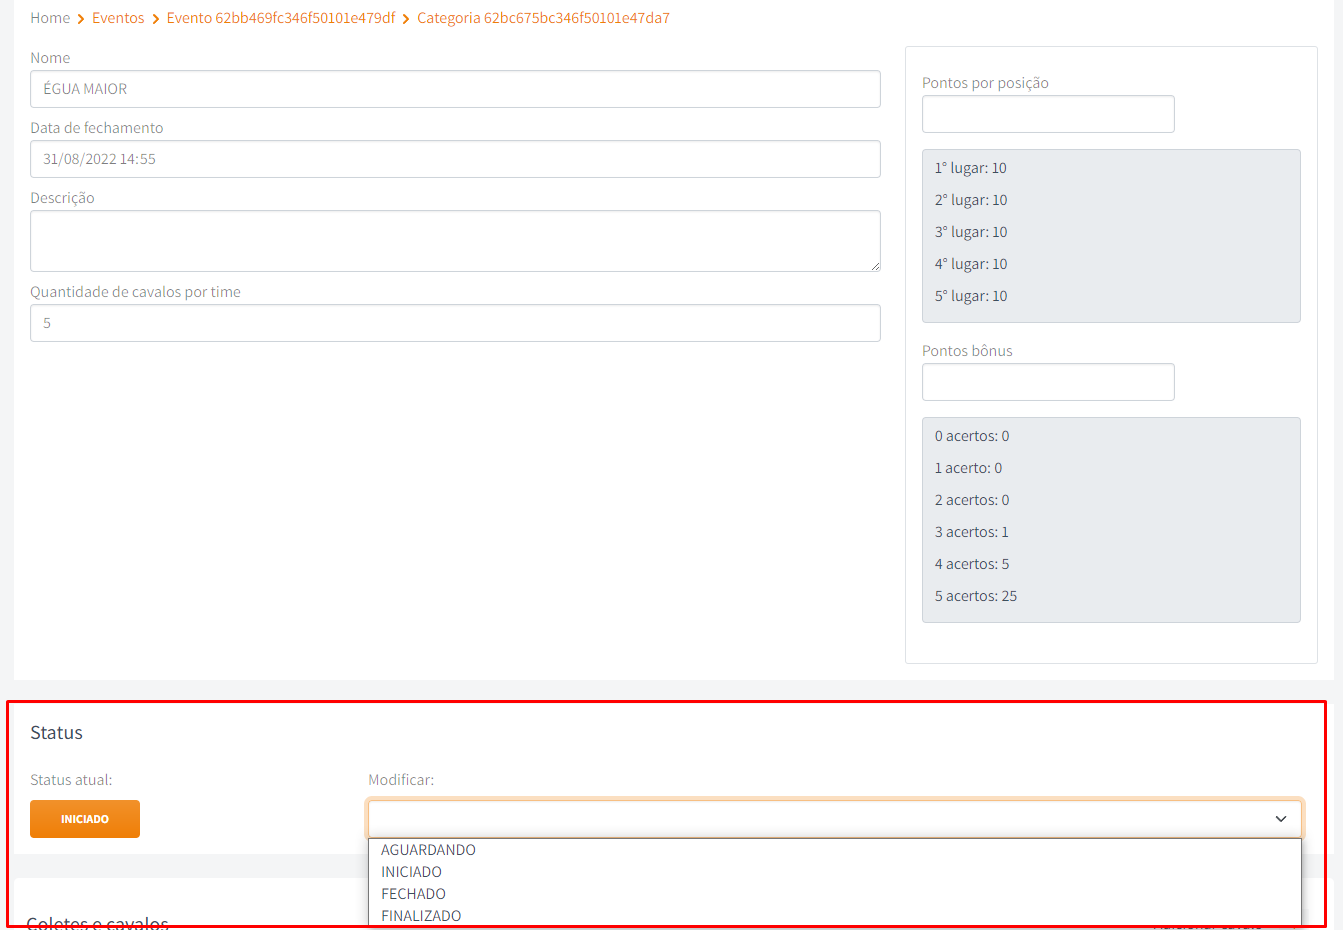 Home > Eventos > Evento 62bb469fc346f50101e479df > Categoria 62bc675bc346f50101e47da7
Nome
ÉGUA MAIOR
Data de fechamento
31/08/2022 14:55
Descrição
Quantidade de cavalos por time
5
Pontos por posição
1° lugar: 10
2° lugar: 10
3° lugar: 10
4° lugar: 10
5° lugar: 10
Pontos bônus
0 acertos: 0
1 acerto: 0
2 acertos: 0
3 acertos: 1
4 acertos: 5
5 acertos: 25
Status
Status atual:
INICIADO
Modificar:
AGUARDANDO
INICIADO
FECHADO
FINALIZADO
Coletes e cavalos
Adicionar cavalo